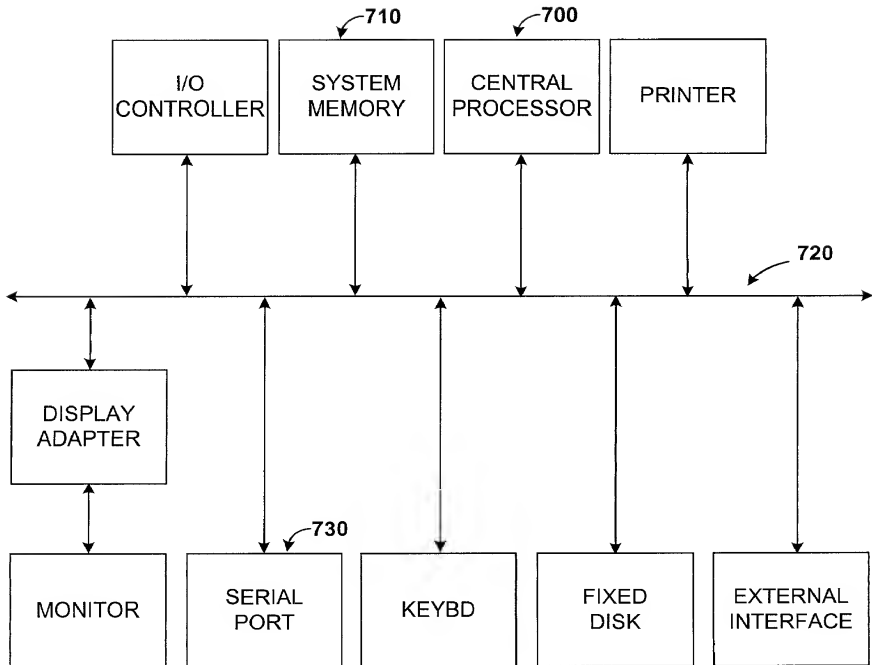 710
700
I/O
CONTROLLER
SYSTEM
MEMORY
CENTRAL
PROCESSOR
PRINTER
720
DISPLAY
ADAPTER
730
MONITOR
SERIAL
PORT
KEYBD
FIXED
DISK
EXTERNAL
INTERFACE